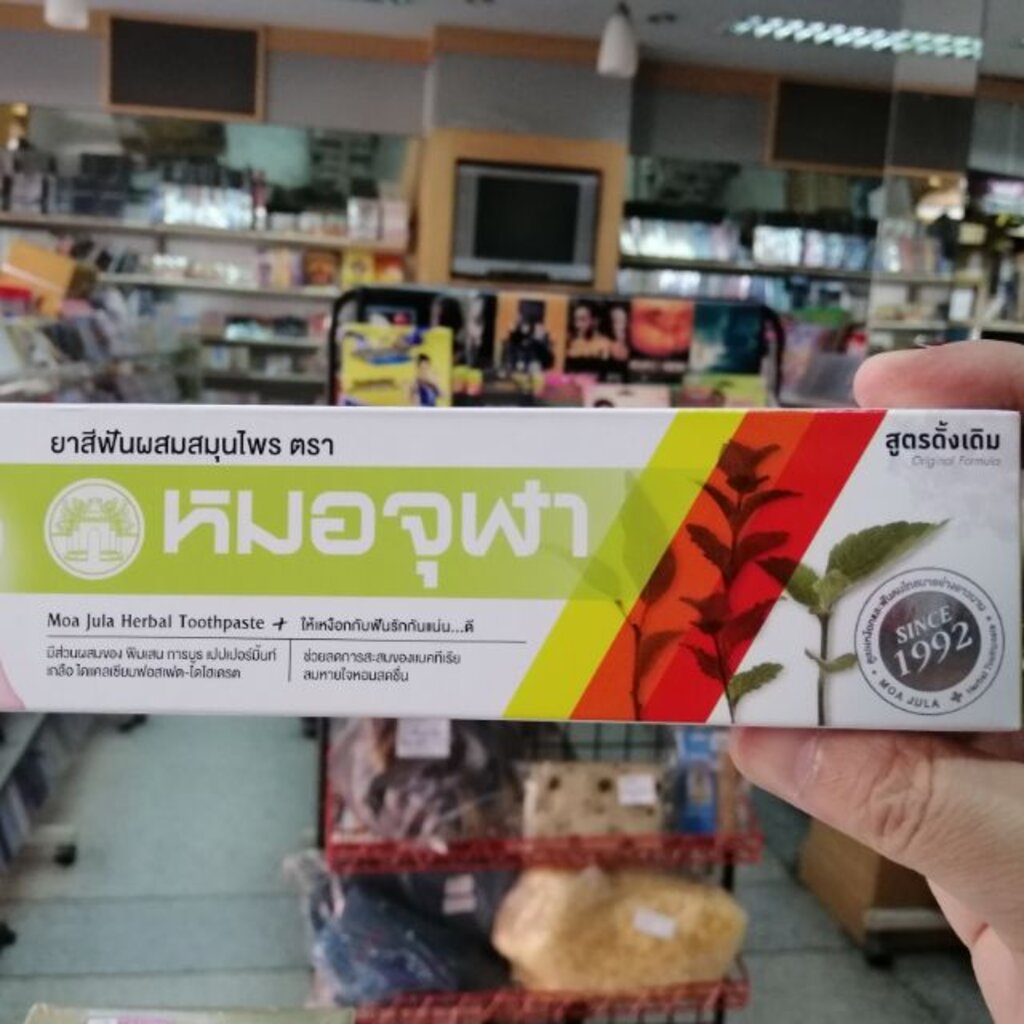 ยาสีฟันผสมสมุนไพร ตรา
สูตรดั้งเดิม
Original Formula
หมอจุฬา
Moa Jula Herbal Toothpaste + ให้เหงือกกับฟันรักกันแน่น...ดี
มีส่วนผสมของ พิมเสน การบูร เปปเปอร์มิ้นท์
เกลือ ไดแคลเซียมฟอสเฟต-ไดไฮเดรต
ช่วยลดการสะสมของแบคทีเรีย
ลมหายใจหอมสดชื่น
SINCE
1992
MOA JULA + Herbal Toothpaste